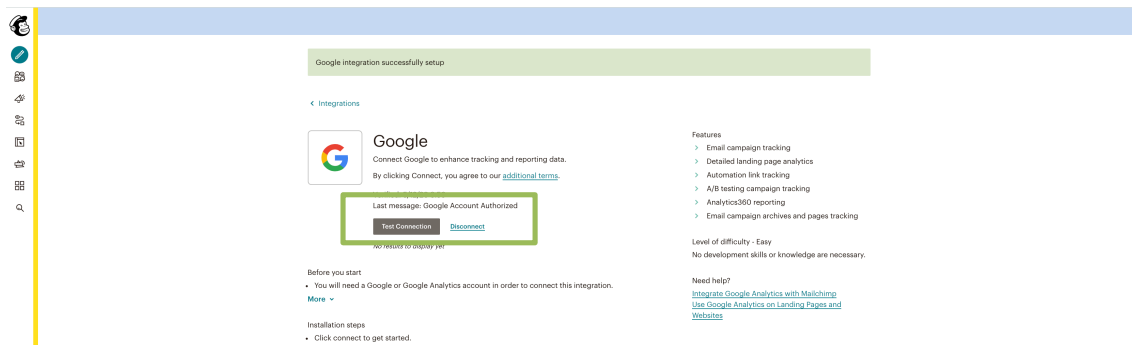 Google integration successfully setup
Integrations
Google
Connect Google to enhance tracking and reporting data.
By clicking Connect, you agree to our additional terms.
Last message: Google Account Authorized
Test Connection Disconnect
No results to display yet
Before you start
• You will need a Google or Google Analytics account in order to connect this integration.
More
Installation steps
• Click connect to get started.
Features
Email campaign tracking
Detailed landing page analytics
Automation link tracking
A/B testing campaign tracking
Analytics360 reporting
Email campaign archives and pages tracking
Level of difficulty - Easy
No development skills or knowledge are necessary.
Need help?
Integrate Google Analytics with Mailchimp
Use Google Analytics on Landing Pages and
Websites